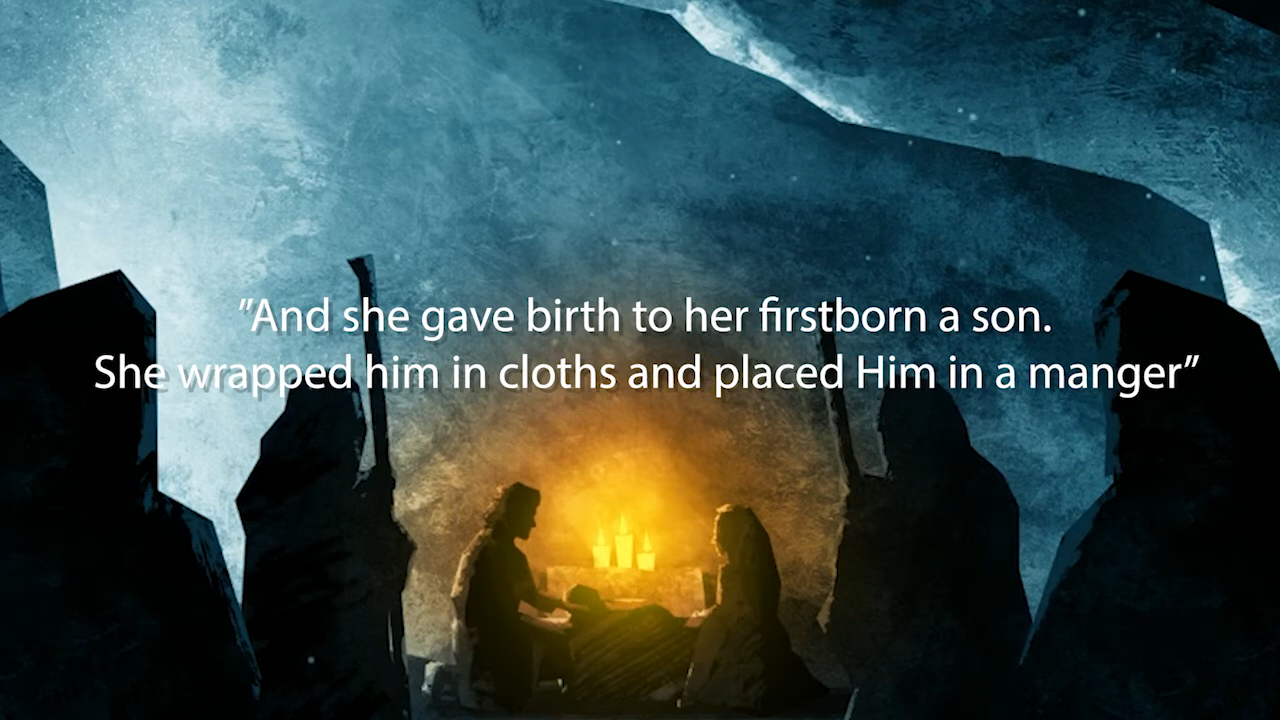 ”And she gave birth to her firstborn a son.
She wrapped him in cloths and placed Him in a manger”